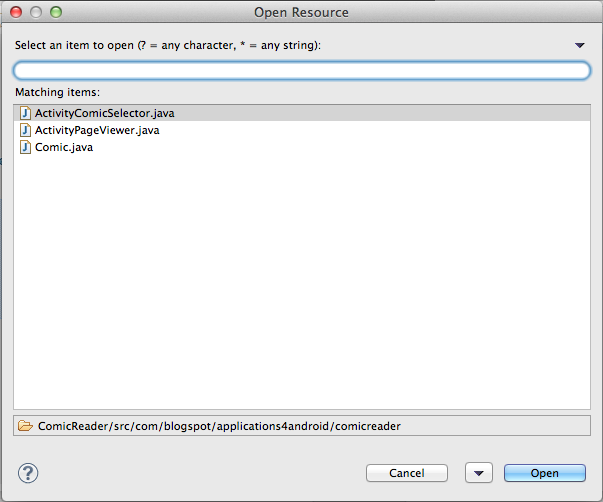 Open Resource
Select an item to open (? = any character, * = any string):
Matching items:
ActivityComicSelector.java
ActivityPageViewer.java
Comic.java
ComicReader/src/com/blogspot/applications4android/comicreader
Cancel
Open